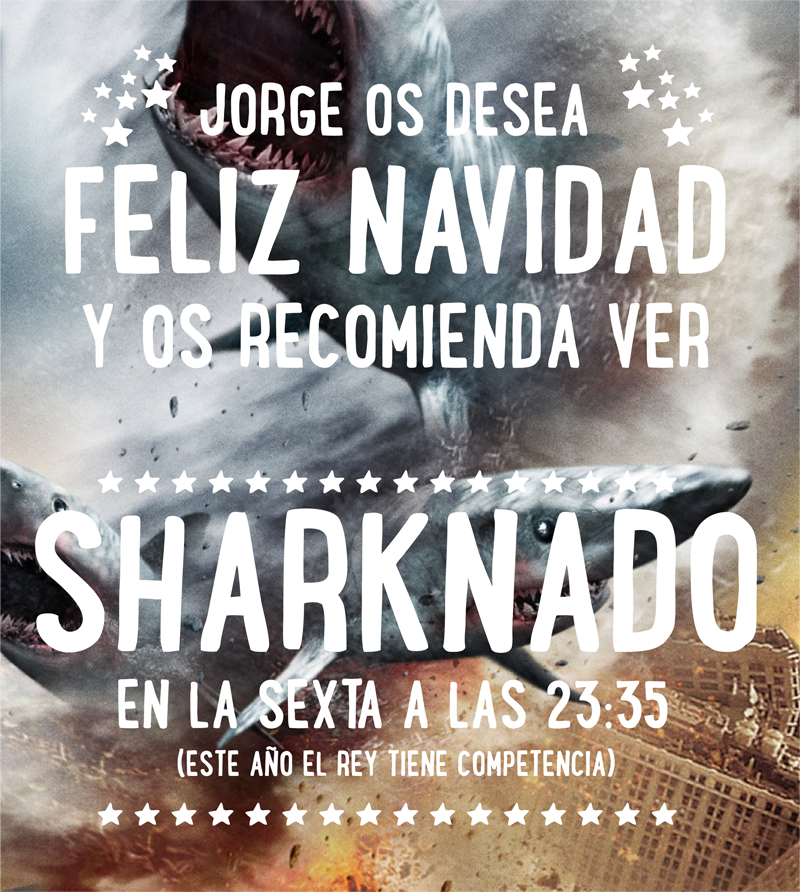 JORGE OS DESEA
FELIZ NAVIDAD
Y OS RECOMIENDA VER
SHARKNADO
EN LA SEXTA A LAS 23:35
(ESTE AÑO EL REY TIENE COMPETENCIA)